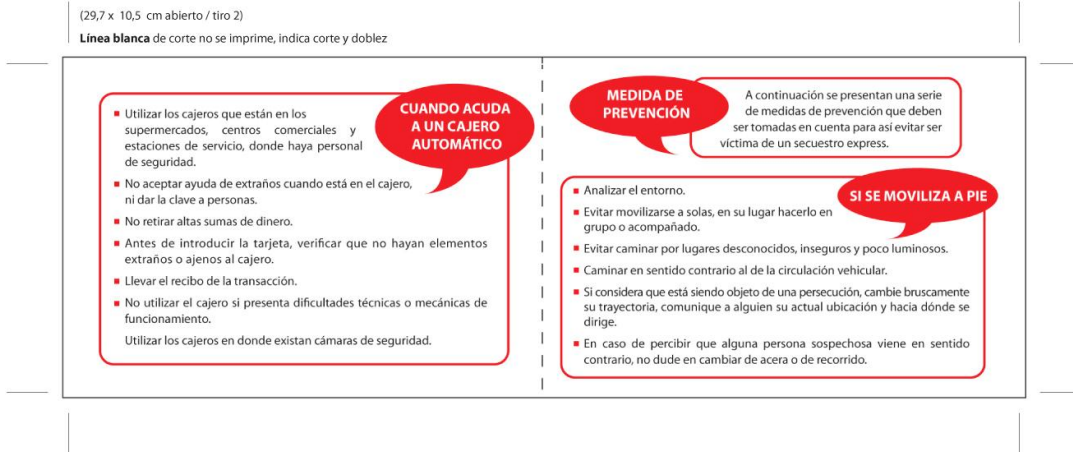 (29,7 x 10,5 cm abierto / tiro 2)
Línea blanca de corte no se imprime, indica corte y doblez
CUANDO ACUDA
A UN CAJERO
AUTOMÁTICO
Utilizar los cajeros que están en los
supermercados, centros comerciales y
estaciones de servicio, donde haya personal
de seguridad.
No aceptar ayuda de extraños cuando está en el cajero,
ni dar la clave a personas.
No retirar altas sumas de dinero.
Antes de introducir la tarjeta, verificar que no hayan elementos
extraños o ajenos al cajero.
Llevar el recibo de la transacción.
No utilizar el cajero si presenta dificultades técnicas o mecánicas de
funcionamiento.
Utilizar los cajeros en donde existan cámaras de seguridad.
MEDIDA DE
PREVENCIÓN
A continuación se presentan una serie
de medidas de prevención que deben
ser tomadas en cuenta para así evitar ser
víctima de un secuestro express.
SI SE MOVILIZA A PIE
Analizar el entorno.
Evitar movilizarse a solas, en su lugar hacerlo en
grupo o acompañado.
Evitar caminar por lugares desconocidos, inseguros y poco luminosos.
Caminar en sentido contrario al de la circulación vehicular.
Si considera que está siendo objeto de una persecución, cambie bruscamente
su trayectoria, comunique a alguien su actual ubicación y hacia dónde se
dirige.
En caso de percibir que alguna persona sospechosa viene en sentido
contrario, no dude en cambiar de acera o de recorrido.